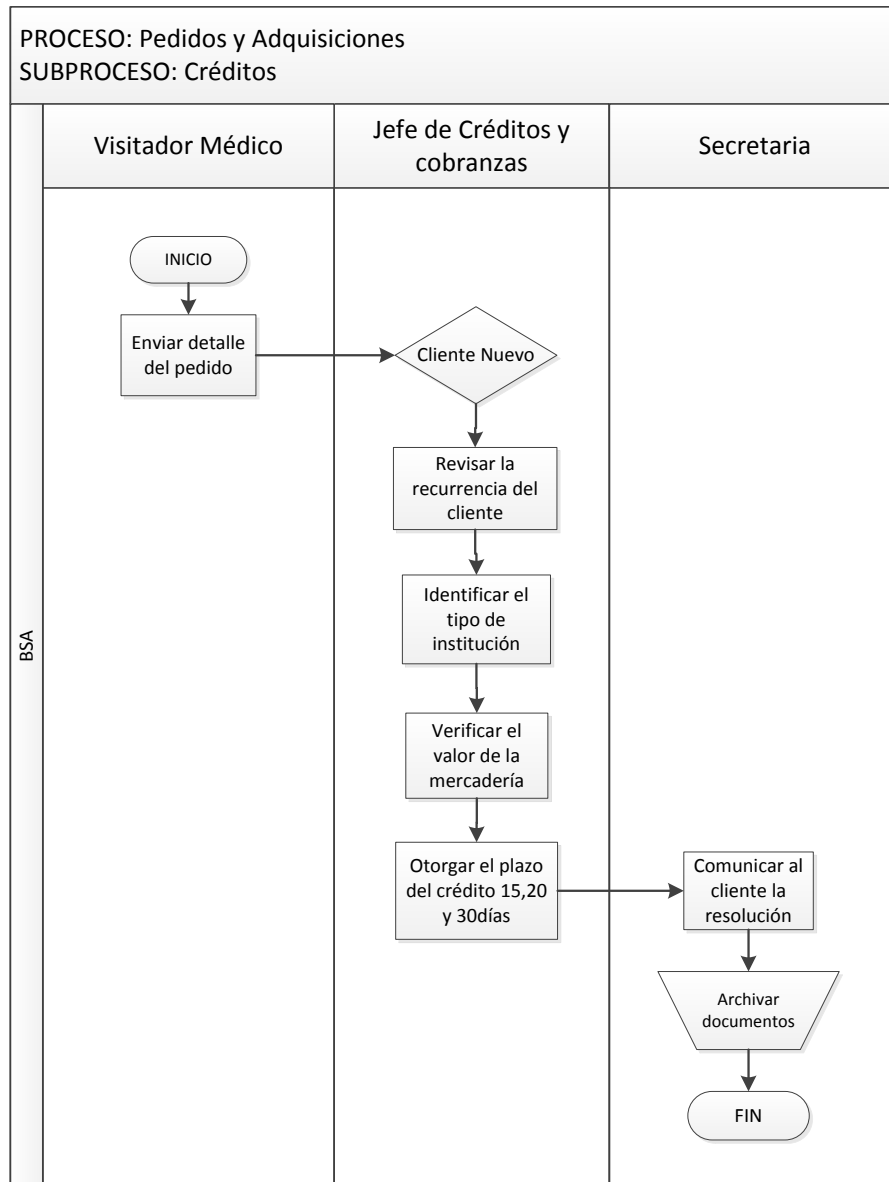 PROCESO: Pedidos y Adquisiciones
SUBPROCESO: Créditos
BSA
Visitador Médico
Jefe de Créditos y
cobranzas
Secretaria
INICIO
Enviar detalle
del pedido
Cliente Nuevo
Revisar la
recurrencia del
cliente
Identificar el
tipo de
institución
Verificar el
valor de la
mercadería
Otorgar el plazo
del crédito 15,20
y 30días
Comunicar al
cliente la
resolución
Archivar
documentos
FIN